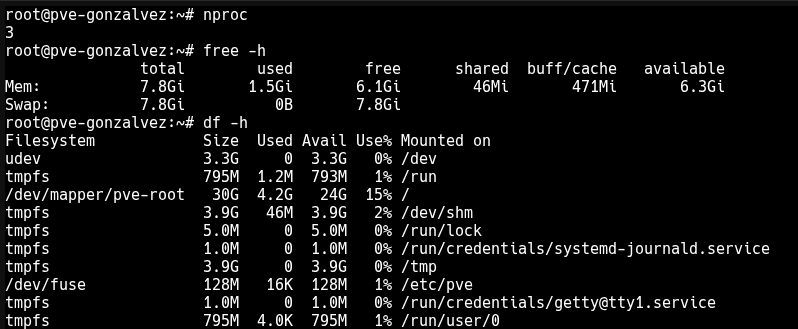 root@pve-gonzalvez:~# nproc
3
root@pve-gonzalvez:~# free -h
               total        used        free      shared  buff/cache   available
Mem:           7.8Gi       1.5Gi       6.1Gi        46Mi       471Mi       6.3Gi
Swap:          7.8Gi          0B       7.8Gi
root@pve-gonzalvez:~# df -h
Filesystem            Size  Used Avail Use% Mounted on
udev                  3.3G     0  3.3G   0% /dev
tmpfs                 795M  1.2M  793M   1% /run
/dev/mapper/pve-root   30G  4.2G   24G  15% /
tmpfs                 3.9G   46M  3.9G   2% /dev/shm
tmpfs                 5.0M     0  5.0M   0% /run/lock
tmpfs                 1.0M     0  1.0M   0% /run/credentials/systemd-journald.service
tmpfs                 3.9G     0  3.9G   0% /tmp
/dev/fuse             128M   16K  128M   1% /etc/pve
tmpfs                 1.0M     0  1.0M   0% /run/credentials/getty@tty1.service
tmpfs                 795M  4.0K  795M   1% /run/user/0